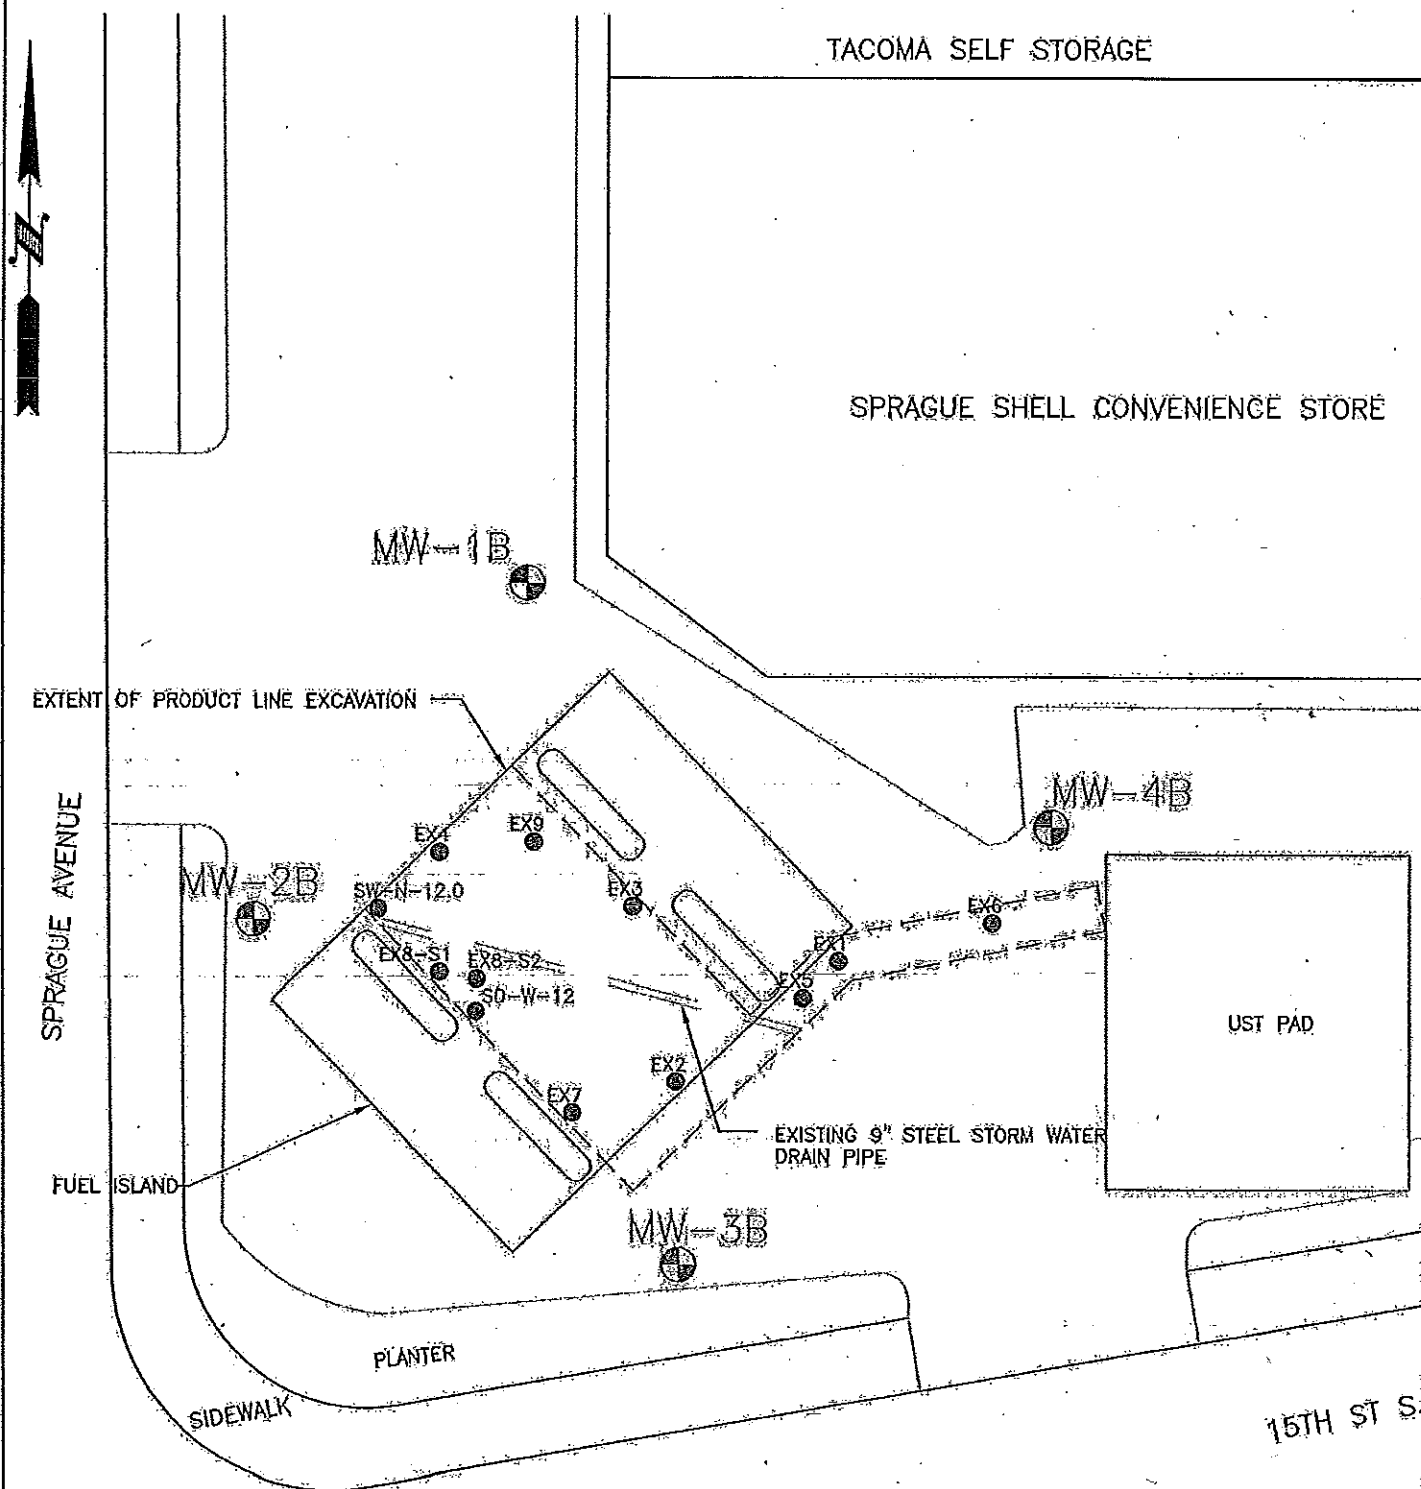 TACOMA SELF STORAGE
N
SPRAGUE SHELL CONVENIENCE STORE
MW-1B
EXTENT OF PRODUCT LINE EXCAVATION
MW-4B
SPRAGUE AVENUE
EX4
EX9
MW-2B
SW-N-12.0
EX3
EX6
EX8-S1
EX8-S2
EX1
SD-W-12
EX5
UST PAD
EX2
EX7
EXISTING 9" STEEL STORM WATER
DRAIN PIPE
FUEL ISLAND
MW-3B
PLANTER
SIDEWALK
15TH ST S.